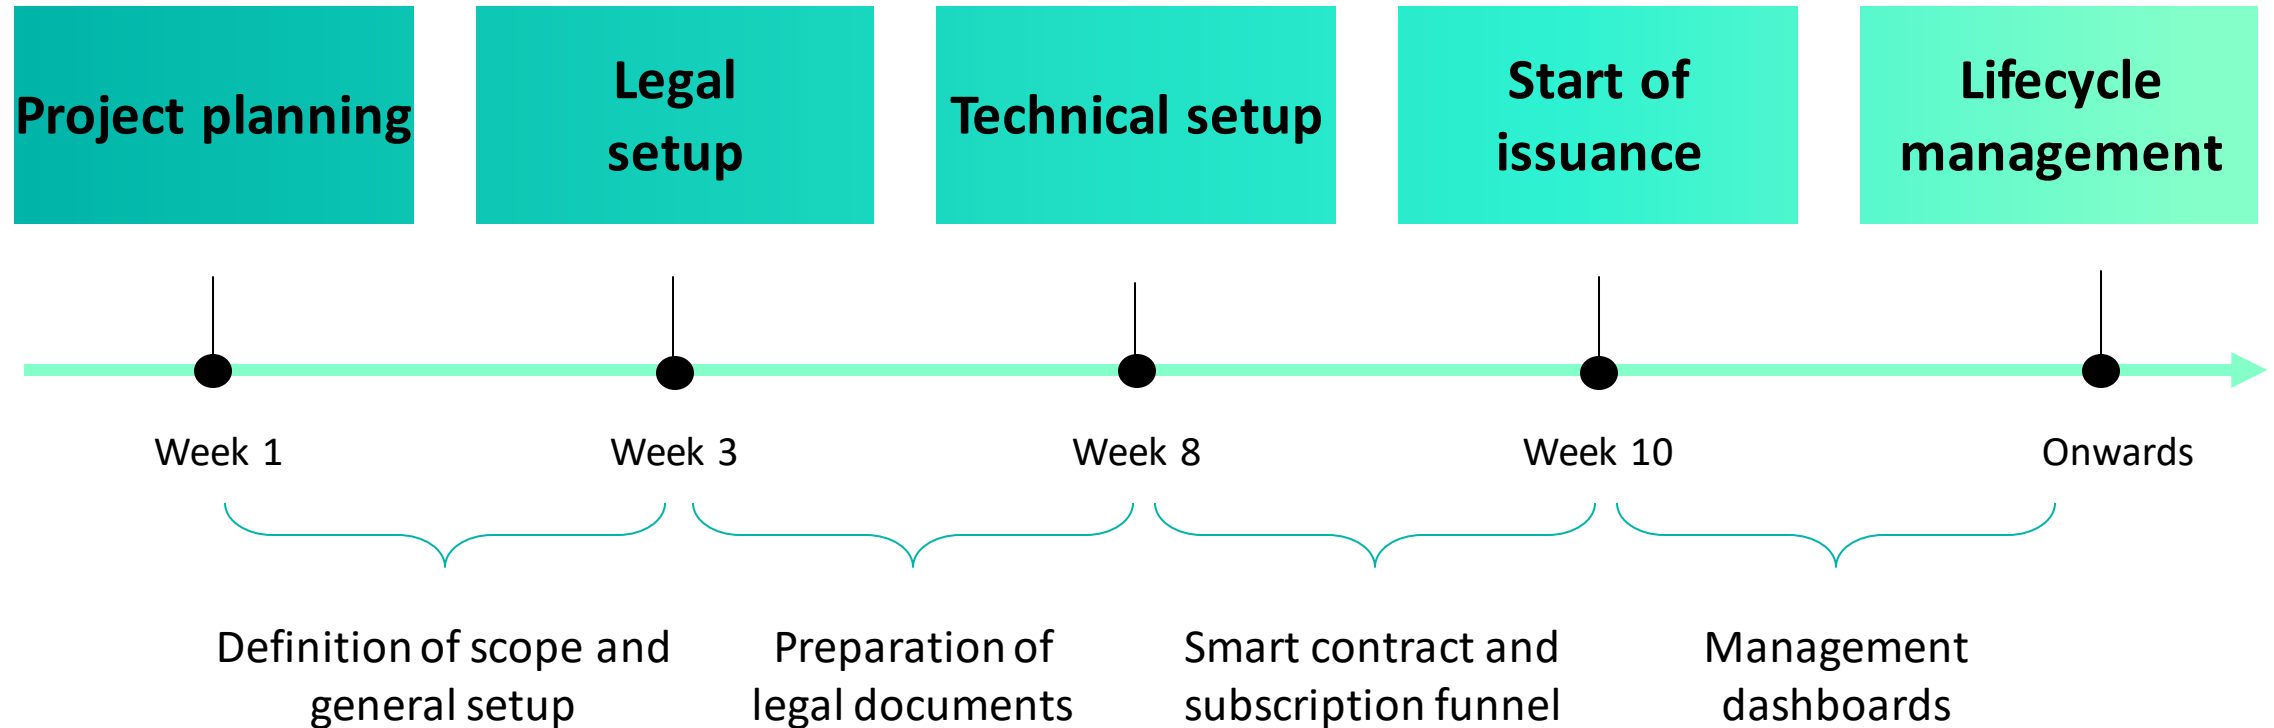 Project planning
Legal
setup
Technical setup
Start of
issuance
Lifecycle
management
Week 1
Week 3
Week 8
Week 10
Onwards
Definition of scope and
general setup
Preparation of
legal documents
Smart contract and
subscription funnel
Management
dashboards